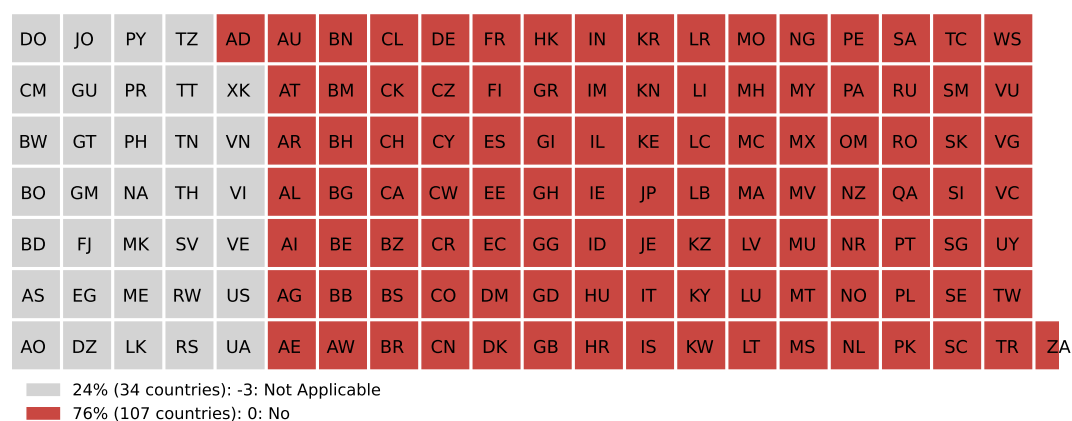 DO JO PY TZ AD AU BN CL DE FR HK IN KR LR MO NG PE SA TC WS
CM GU PR TT XK AT BM CK CZ FI GR IM KN LI MH MY PA RU SM VU
BW GT PH TN VN AR BH CH CY ES GI IL KE LC MC MX OM RO SK VG
BO GM NA TH VI AL BG CA CW EE GH IE JP LB MA MV NZ QA SI VC
BD FJ MK SV VE AI BE BZ CR EC GG ID JE KZ LV MU NR PT SG UY
AS EG ME RW US AG BB BS CO DM GD HU IT KY LU MT NO PL SE TW
AO DZ LK RS UA AE AW BR CN DK GB HR IS KW LT MS NL PK SC TR ZA
24% (34 countries): -3: Not Applicable
76% (107 countries): 0: No